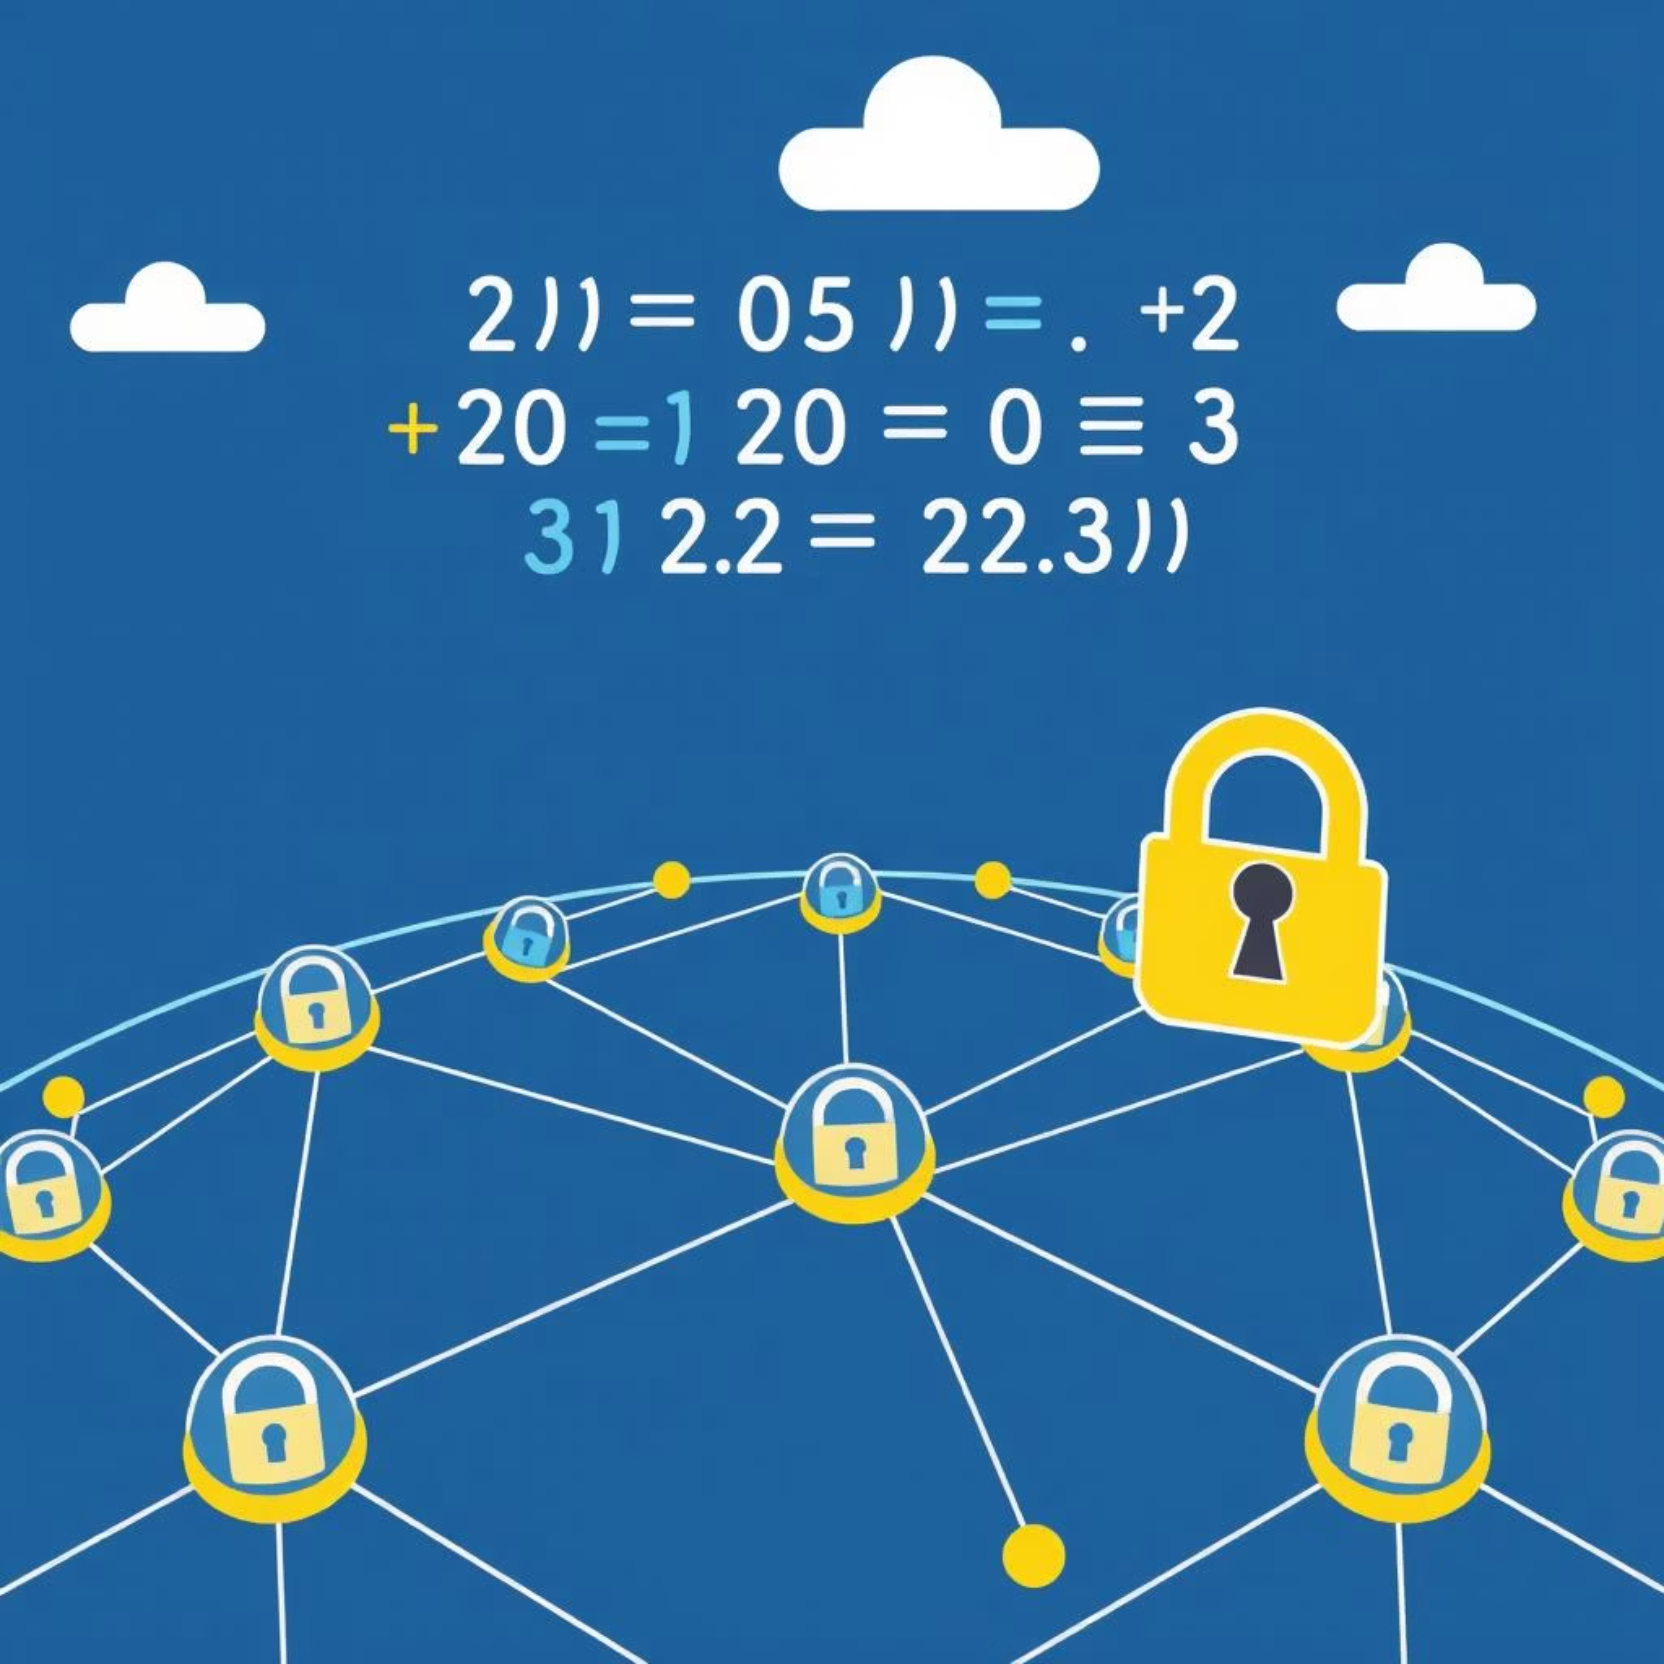 2)) = 05 )) = . +2
+20 =1 20 = 0 ≡ 3
31 2.2 = 22.3))